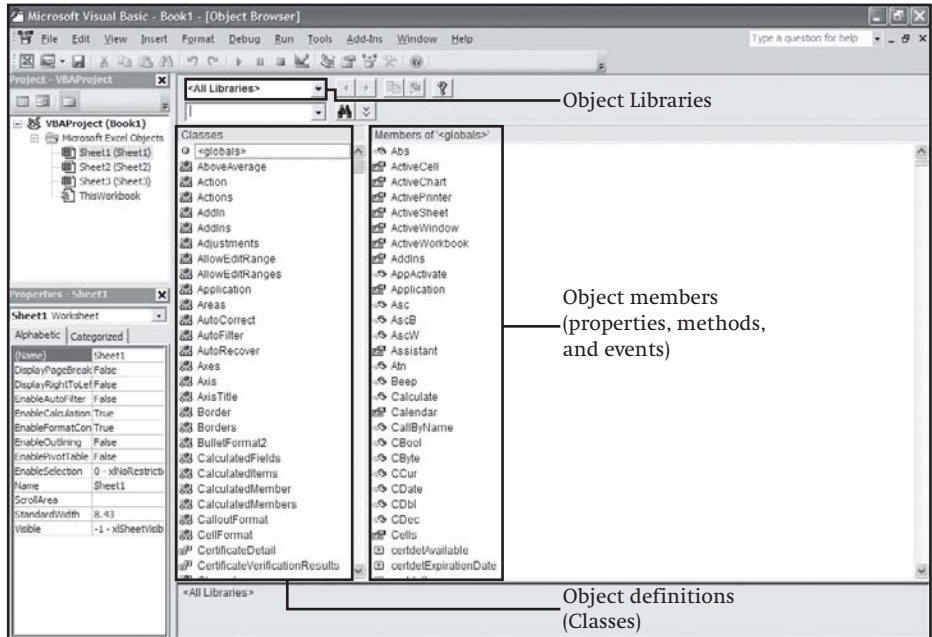 Microsoft Visual Basic - Book1 - [Object Browser]
File Edit View Insert Format Debug Run Tools Add-Ins Window Help
Type a question for help
Project - VBAProject
VBAProject (Book1)
Microsoft Excel Objects
Sheet1 (Sheet1)
Sheet2 (Sheet2)
Sheet3 (Sheet3)
ThisWorkbook
Properties - Sheet1
Sheet1 Worksheet
Alphabetic Categorized
(Name) Sheet1
DisplayPageBreak False
DisplayRightToLef False
EnableAutoFilter False
EnableCalculation True
EnableFormatCon True
EnableOutlining False
EnablePivotTable False
EnableSelection 0 - xlNoRestricti
Name Sheet1
ScrollArea
StandardWidth 8.43
Visible -1 - xlSheetVisib
<All Libraries>
Object Libraries
Classes
<globals>
AboveAverage
Action
Actions
AddIn
AddIns
Adjustments
AllowEditRange
AllowEditRanges
Application
Areas
AutoCorrect
AutoFilter
AutoRecover
Axes
Axis
AxisTitle
Border
Borders
BulletFormat2
CalculatedFields
CalculatedItems
CalculatedMember
CalculatedMembers
CalloutFormat
CellFormat
CertificateDetail
CertificateVerificationResults
Members of '<globals>'
Abs
ActiveCell
ActiveChart
ActivePrinter
ActiveSheet
ActiveWindow
ActiveWorkbook
AddIns
AppActivate
Application
Asc
AscB
AscW
Assistant
Atn
Beep
Calculate
Calendar
CallByName
CBool
CByte
CCur
CDate
CDbl
CDec
Cells
certdetAvailable
certdetExpirationDate
Object members
(properties, methods,
and events)
<All Libraries>
Object definitions
(Classes)